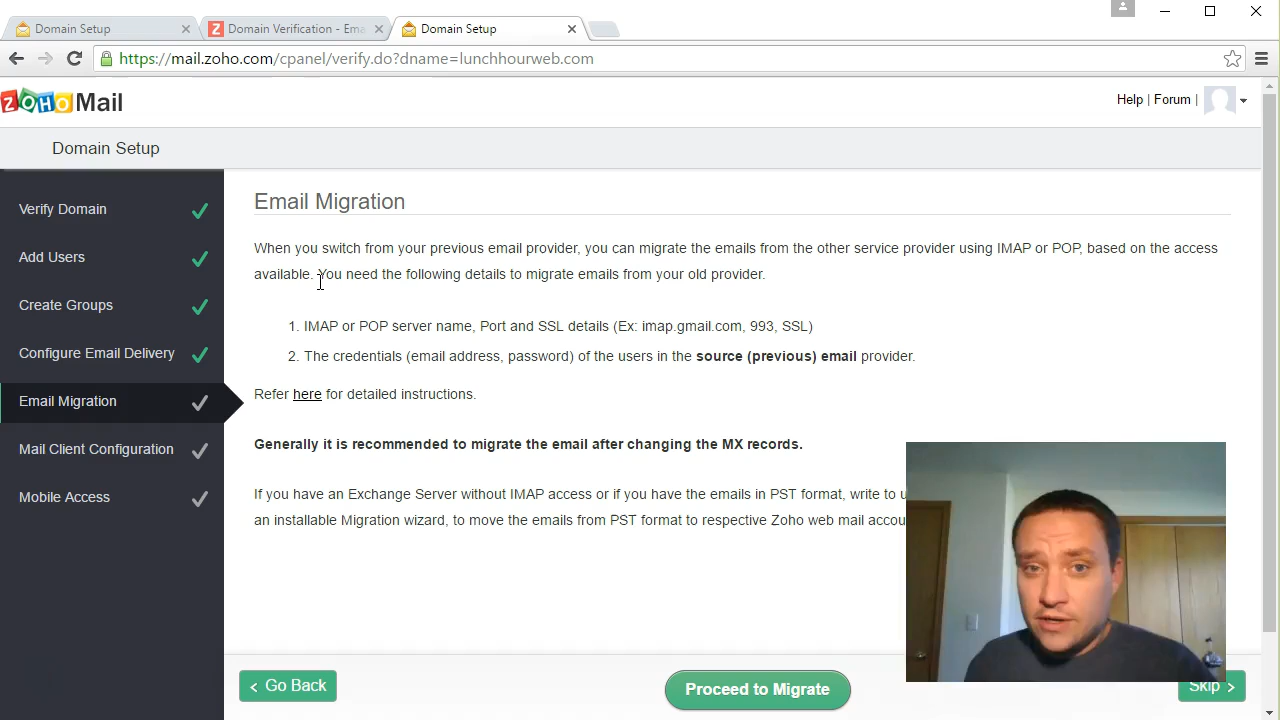 Domain Setup
Domain Verification - Ema
Domain Setup
https://mail.zoho.com/cpanel/verify.do?dname=lunchhourweb.com
ZOHO Mail
Help | Forum |
Domain Setup
Verify Domain
Add Users
Create Groups
Configure Email Delivery
Email Migration
Mail Client Configuration
Mobile Access
Email Migration
When you switch from your previous email provider, you can migrate the emails from the other service provider using IMAP or POP, based on the access
available. You need the following details to migrate emails from your old provider.
1. IMAP or POP server name, Port and SSL details (Ex: imap.gmail.com, 993, SSL)
2. The credentials (email address, password) of the users in the source (previous) email provider.
Refer here for detailed instructions.
Generally it is recommended to migrate the email after changing the MX records.
If you have an Exchange Server without IMAP access or if you have the emails in PST format, write to
an installable Migration wizard, to move the emails from PST format to respective Zoho web mail
< Go Back
Proceed to Migrate
Skip >